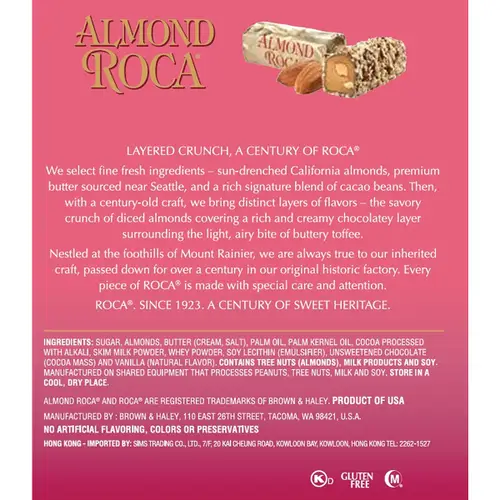 ALMOND
ROCA®
ALMOND
ROCA
LAYERED CRUNCH, A CENTURY OF ROCA®
We select fine fresh ingredients – sun-drenched California almonds, premium
butter sourced near Seattle, and a rich signature blend of cacao beans. Then,
with a century-old craft, we bring distinct layers of flavors – the savory
crunch of diced almonds covering a rich and creamy chocolatey layer
surrounding the light, airy bite of buttery toffee.
Nestled at the foothills of Mount Rainier, we are always true to our inherited
craft, passed down for over a century in our original historic factory. Every
piece of ROCA® is made with special care and attention.
ROCA®. SINCE 1923. A CENTURY OF SWEET HERITAGE.
INGREDIENTS: SUGAR, ALMONDS, BUTTER (CREAM, SALT), PALM OIL, PALM KERNEL OIL, COCOA PROCESSED
WITH ALKALI, SKIM MILK POWDER, WHEY POWDER, SOY LECITHIN (EMULSIFIER), UNSWEETENED CHOCOLATE
(COCOA MASS) AND VANILLA (NATURAL FLAVOR). CONTAINS TREE NUTS (ALMONDS), MILK PRODUCTS AND SOY.
MANUFACTURED ON SHARED EQUIPMENT THAT PROCESSES PEANUTS, TREE NUTS, MILK AND SOY. STORE IN A
COOL, DRY PLACE.
ALMOND ROCA® AND ROCA® ARE REGISTERED TRADEMARKS OF BROWN & HALEY. PRODUCT OF USA
MANUFACTURED BY : BROWN & HALEY, 110 EAST 26TH STREET, TACOMA, WA 98421, U.S.A.
NO ARTIFICIAL FLAVORING, COLORS OR PRESERVATIVES
HONG KONG - IMPORTED BY: SIMS TRADING CO., LTD., 7/F, 20 KAI CHEUNG ROAD, KOWLOON BAY, KOWLOON, HONG KONG TEL: 2262-1527
K D GLUTEN FREE M